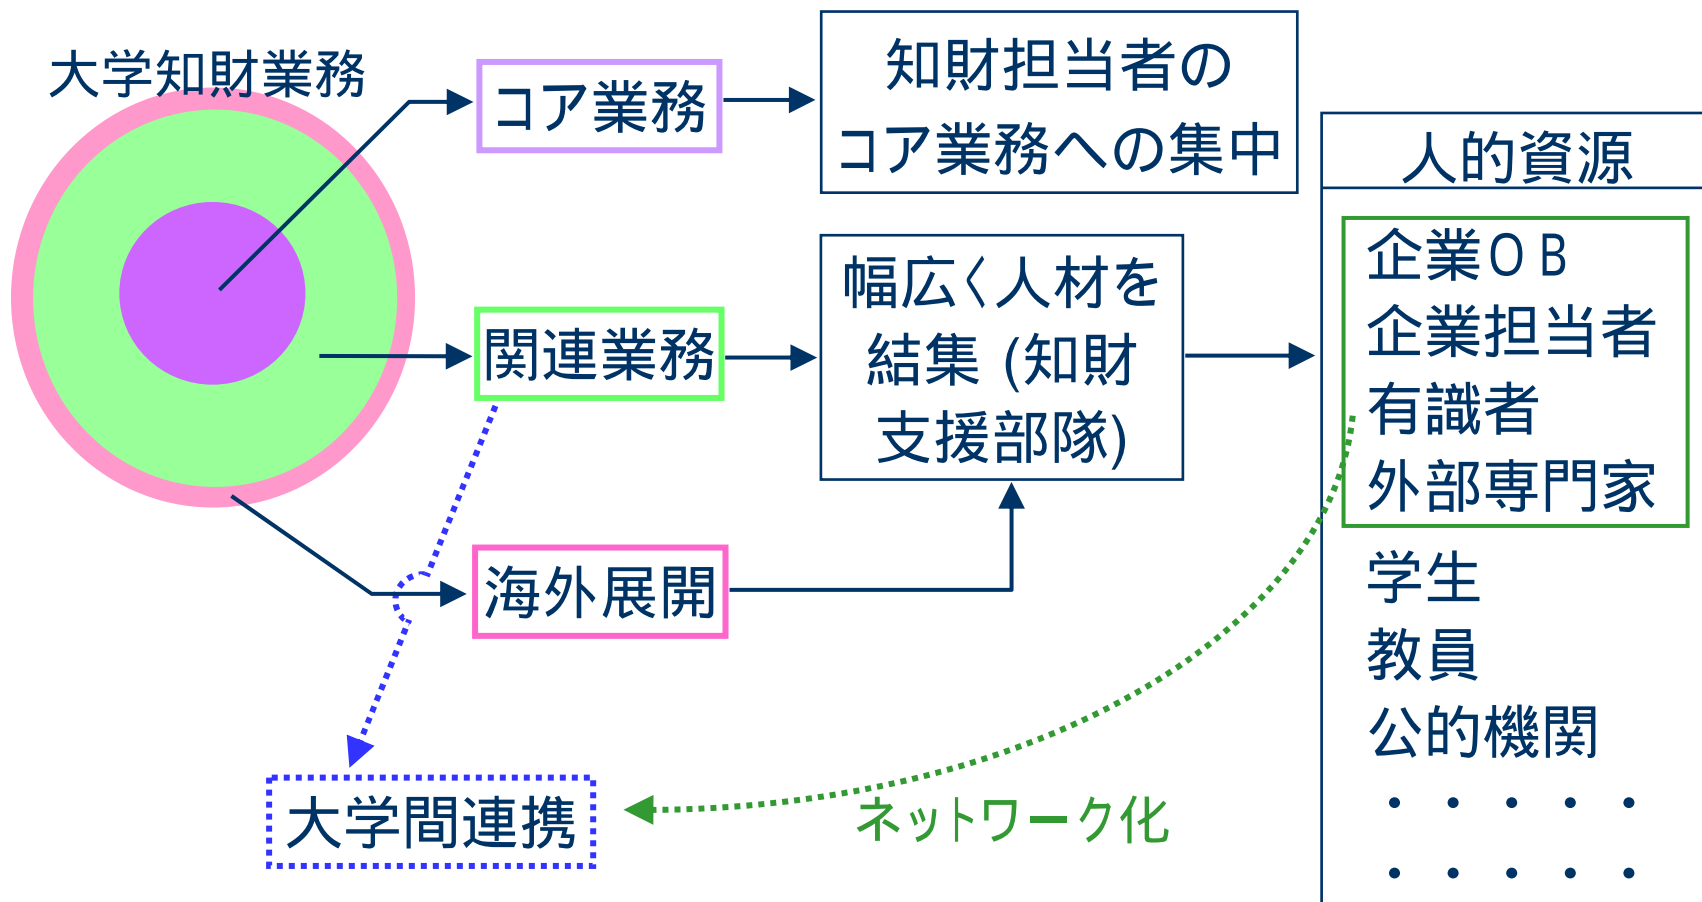 大学知財業務
コア業務
知財担当者の
コア業務への集中
関連業務
幅広く人材を
結集 (知財
支援部隊)
海外展開
大学間連携
ネットワーク化
人的資源
企業ＯＢ
企業担当者
有識者
外部専門家
学生
教員
公的機関
・・・・・
・・・・・